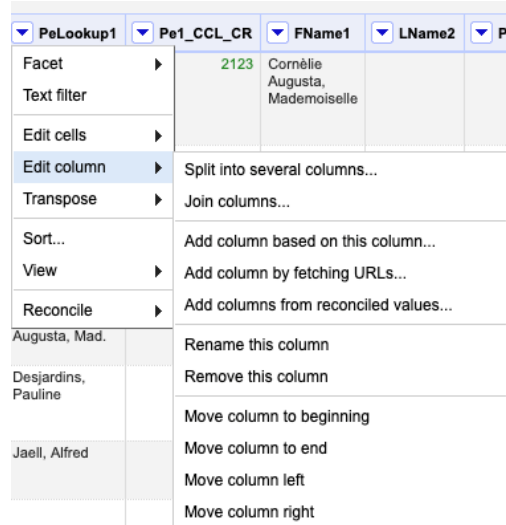 PeLookup1 Pe1_CCL_CR FName1 LName2 P
Facet
Text filter
Edit cells
Edit column
Transpose
Sort...
View
Reconcile
2123
Cornèlie
Augusta,
Mademoiselle
Split into several columns...
Join columns...
Add column based on this column...
Add column by fetching URLs...
Add columns from reconciled values...
Rename this column
Remove this column
Move column to beginning
Move column to end
Move column left
Move column right
Augusta, Mad.
Desjardins,
Pauline
Jaell, Alfred